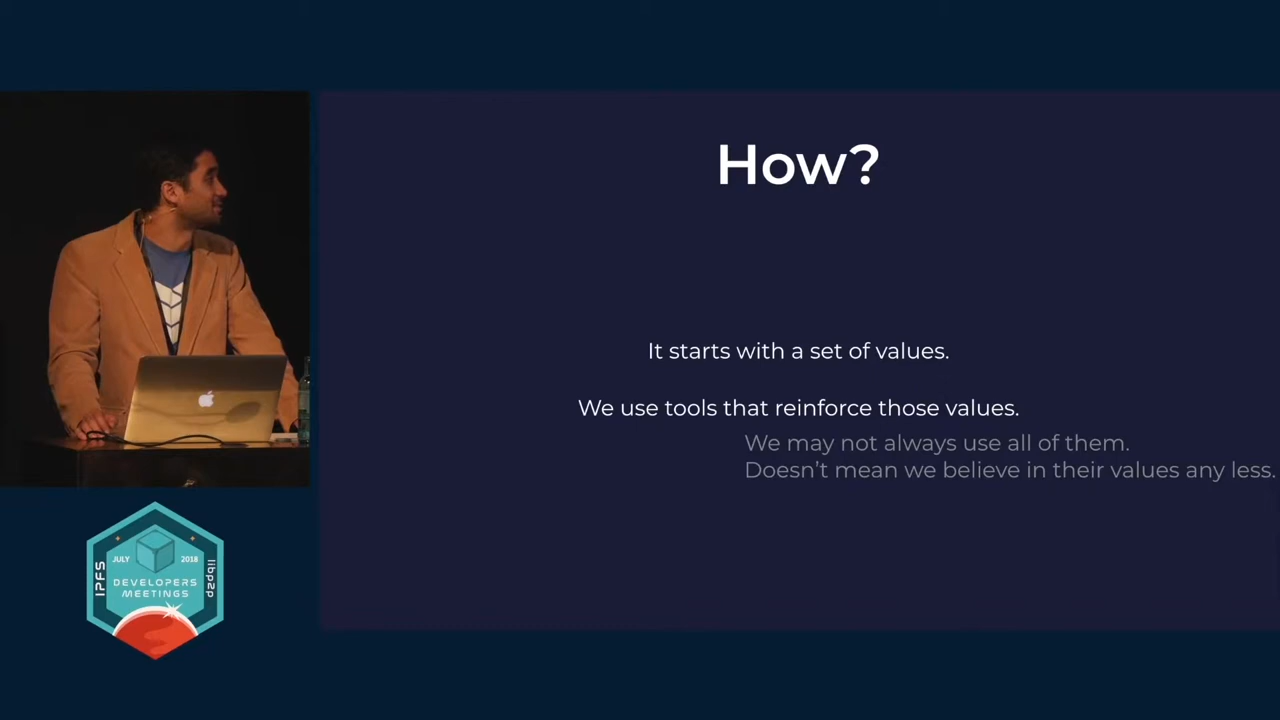 How?
It starts with a set of values.
We use tools that reinforce those values.
We may not always use all of them.
Doesn't mean we believe in their values any less.
IPFS
JULY
2018
libp2p
DEVELOPERS
MEETINGS